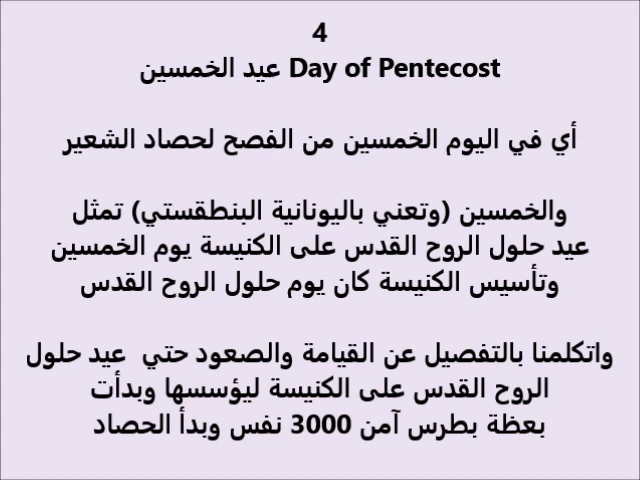 4
عيد الخمسين Day of Pentecost
أي في اليوم الخمسين من الفصح لحصاد الشعير
والخمسين (وتعني باليونانية البنطقستي) تمثل
عيد حلول الروح القدس على الكنيسة يوم الخمسين
وتأسيس الكنيسة كان يوم حلول الروح القدس
واتكلمنا بالتفصيل عن القيامة والصعود حتي عيد حلول
الروح القدس على الكنيسة ليؤسسها وبدأت
بعظة بطرس آمن 3000 نفس وبدأ الحصاد